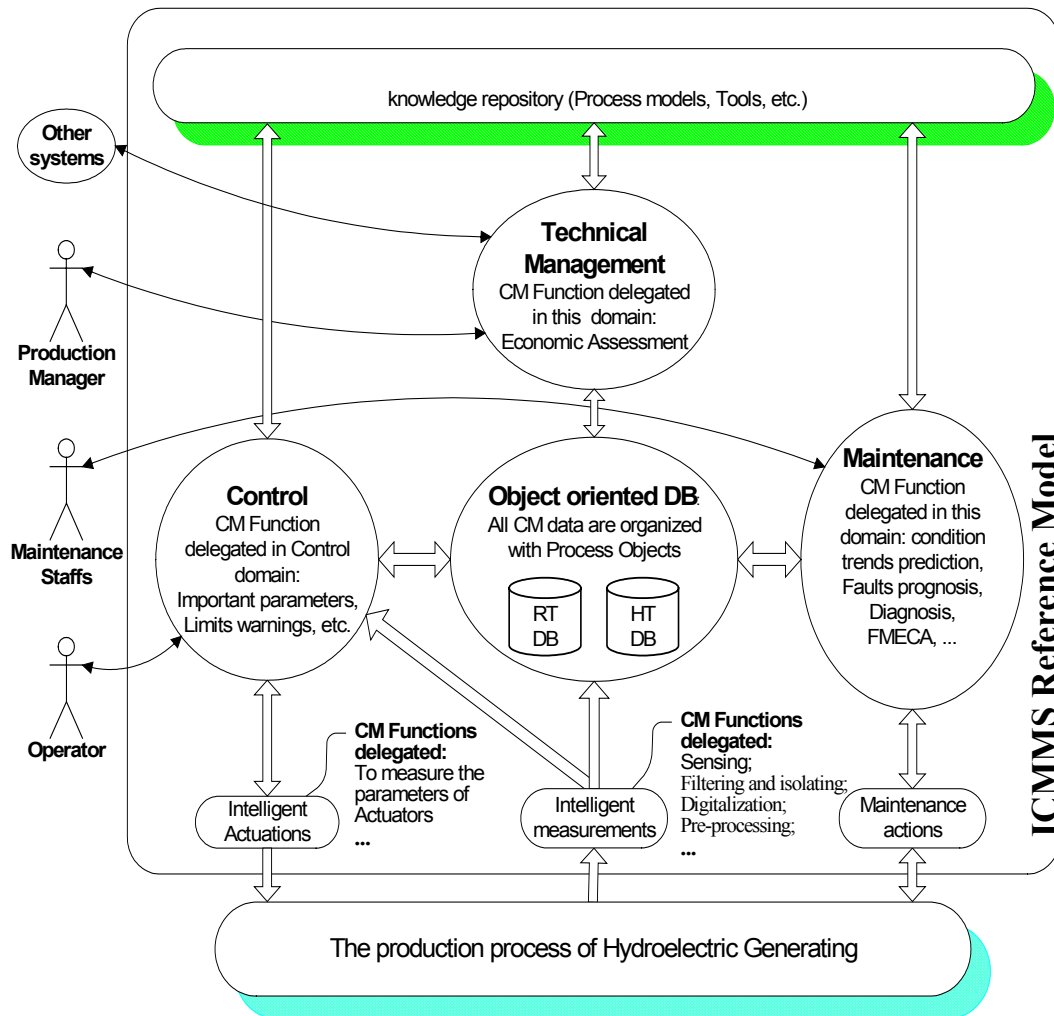 knowledge repository (Process models, Tools, etc.)
Other
systems
Technical
Management
CM Function delegated
in this domain:
Economic Assessment
Production
Manager
Maintenance
Staffs
Operator
Control
CM Function
delegated in Control
domain:
Important parameters,
Limits warnings, etc.
Object oriented DB:
All CM data are organized
with Process Objects
RT
DB
HT
DB
Maintenance
CM Function
delegated in this
domain: condition
trends prediction,
Faults prognosis,
Diagnosis,
FMECA, ...
ICMMS Reference Model
CM Functions
delegated:
To measure the
parameters of
Actuators
...
CM Functions
delegated:
Sensing;
Filtering and isolating;
Digitalization;
Pre-processing;
...
Intelligent
Actuations
Intelligent
measurements
Maintenance
actions
The production process of Hydroelectric Generating